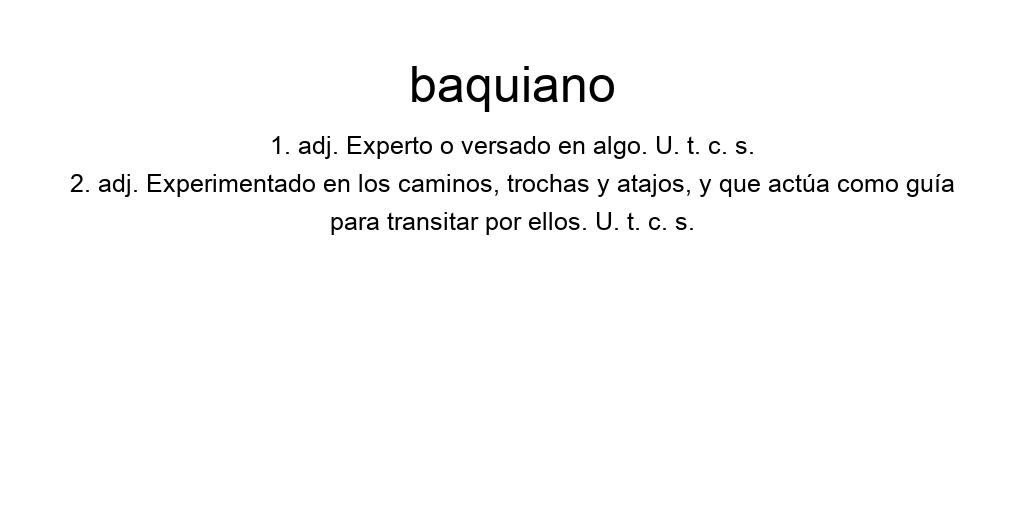 baquiano
1. adj. Experto o versado en algo. U. t. c. s.
2. adj. Experimentado en los caminos, trochas y atajos, y que actúa como guía
para transitar por ellos. U. t. c. s.